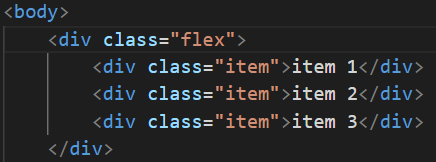 <body>
    <div class="flex">
        <div class="item">item 1</div>
        <div class="item">item 2</div>
        <div class="item">item 3</div>
    </div>